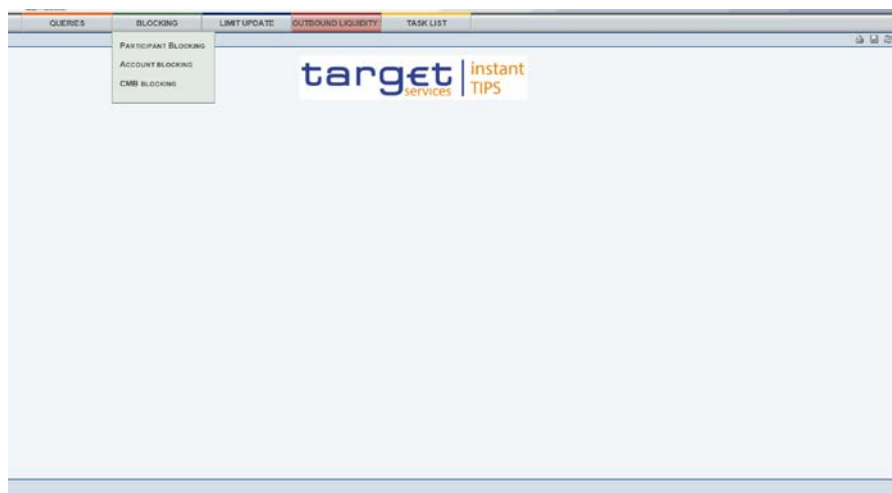 QUERIES BLOCKING LIMIT UPDATE OUTBOUND LIQUIDITY TASK LIST
PARTICIPANT BLOCKING
ACCOUNT BLOCKING
CMB BLOCKING
target services instant TIPS